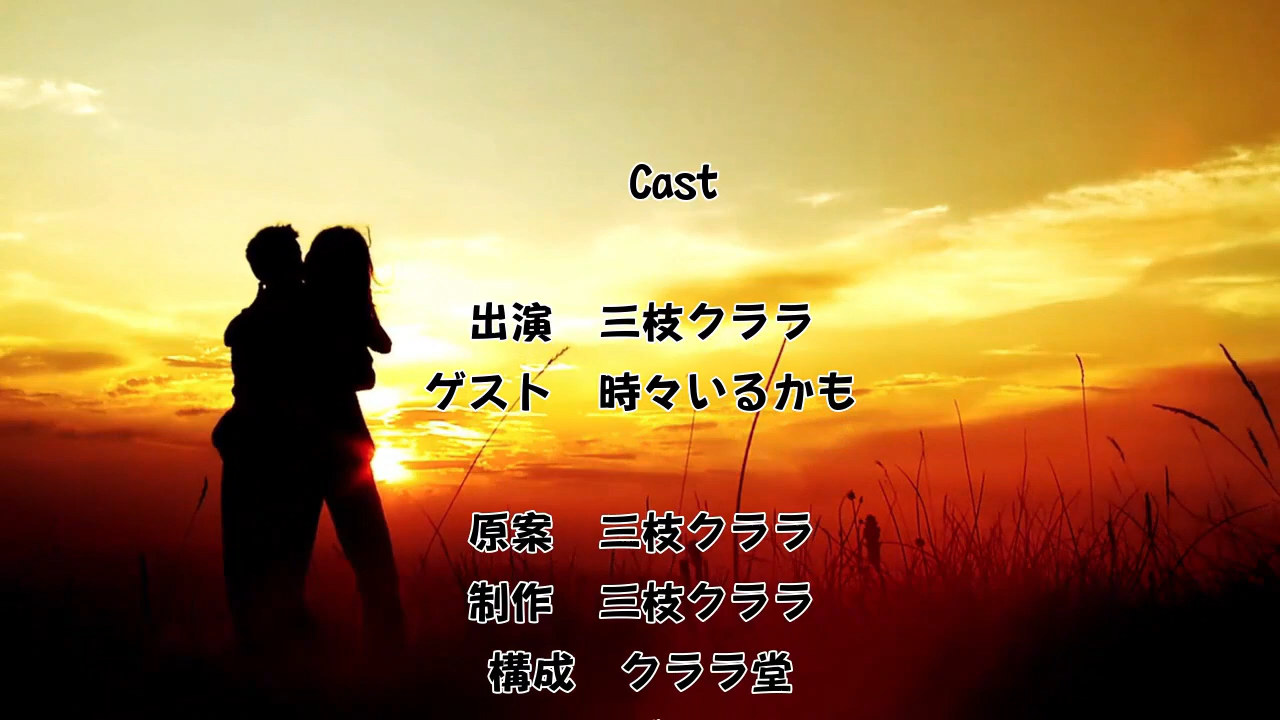 Cast
出演　三枝クララ
ゲスト　時々いるかも
原案　三枝クララ
制作　三枝クララ
構成　クララ堂